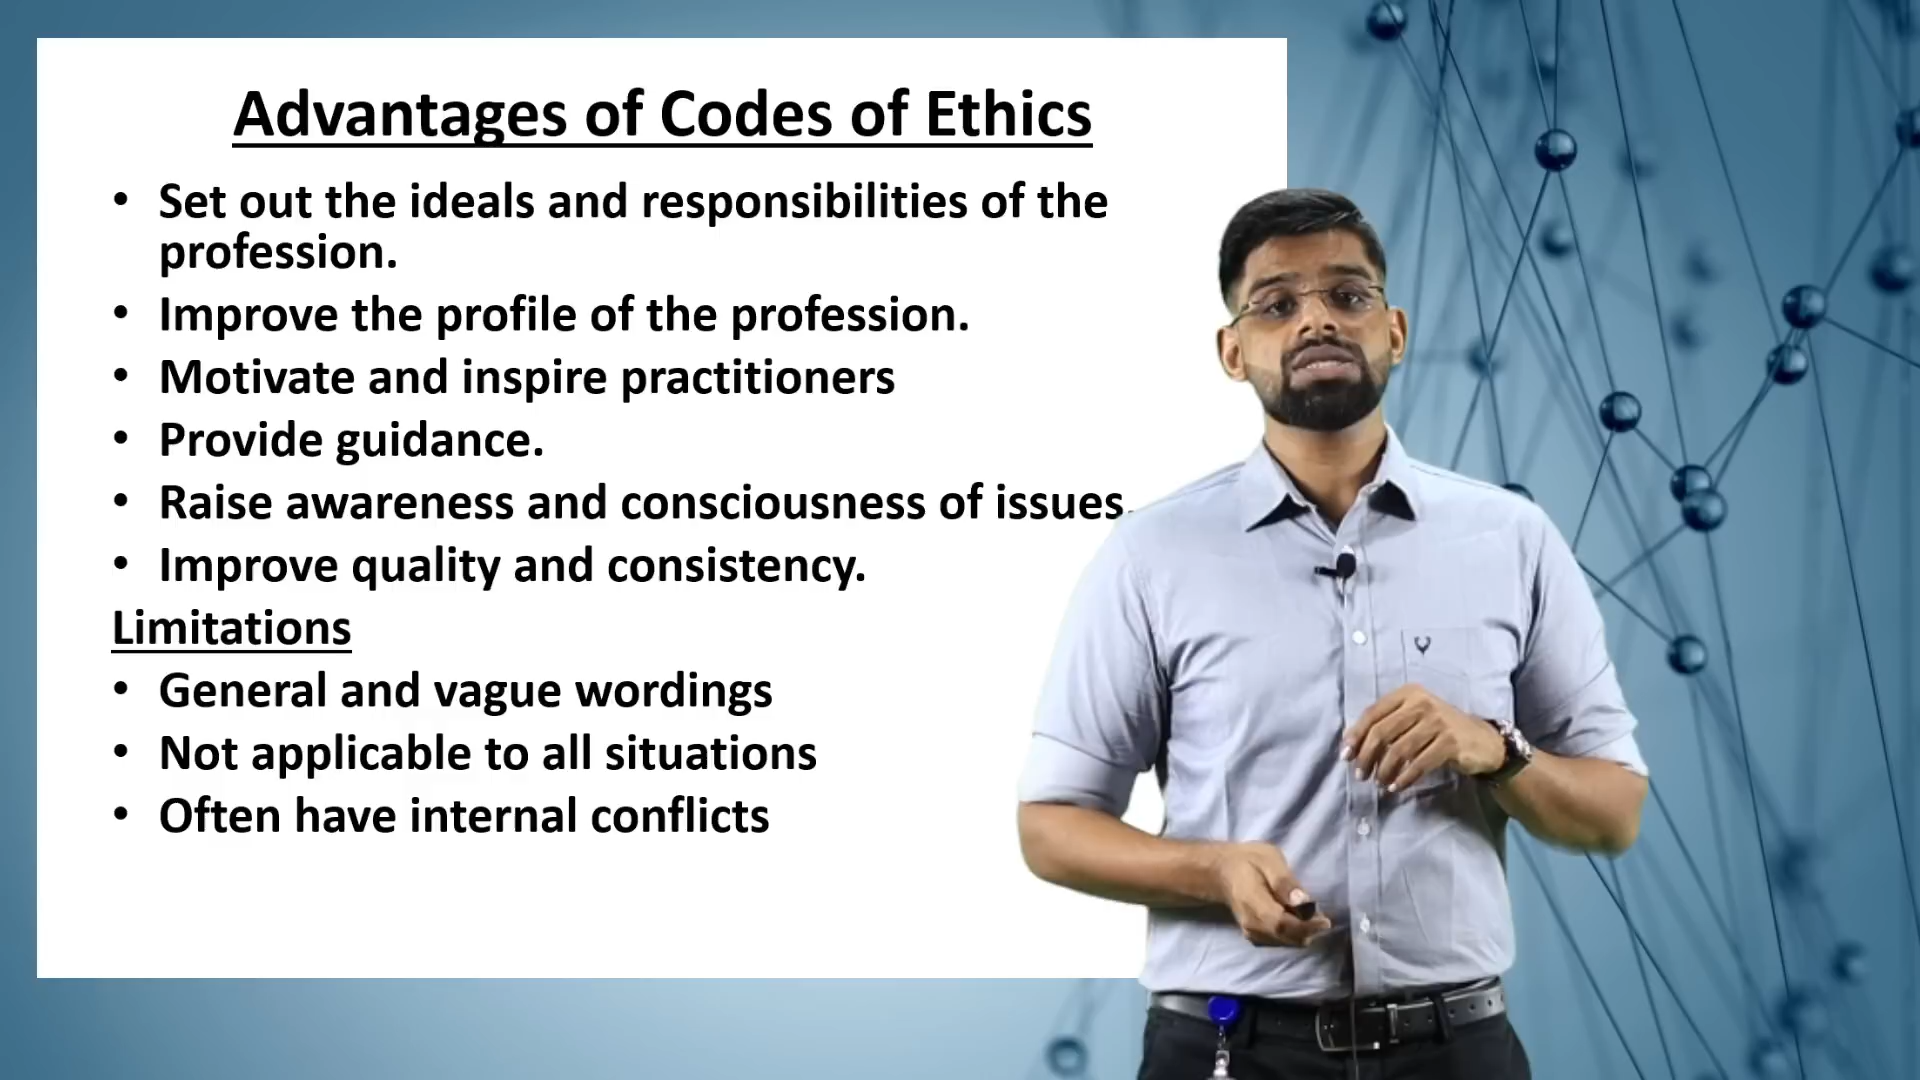 Advantages of Codes of Ethics
• Set out the ideals and responsibilities of the
profession.
• Improve the profile of the profession.
• Motivate and inspire practitioners
• Provide guidance.
• Raise awareness and consciousness of issues.
• Improve quality and consistency.
Limitations
• General and vague wordings
• Not applicable to all situations
• Often have internal conflicts